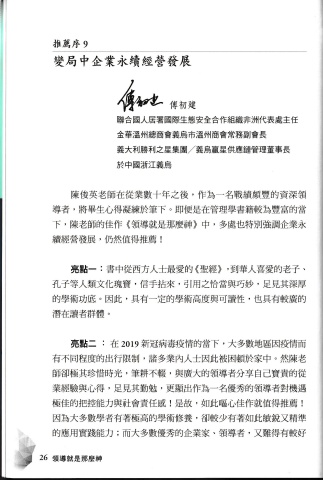 推薦序 9
變局中企業永續經營發展
傅初建
聯合國人居署國際生態安全合作組織非洲代表處主任
金華溫州總商會義烏市溫州商會常務副會長
義大利勝利之星集團／義烏贏星供應鏈管理董事長
於中國浙江義烏
陳俊英老師在從業數十年之後，作為一名戰績頗豐的資深領
導者，將畢生心得凝練於筆下。即便是在管理學書籍較為豐富的當
下，陳老師的佳作《領導就是那麼神》中，多處也特別強調企業永
續經營發展，仍然值得推薦！
亮點一：書中從西方人士最愛的《聖經》，到華人喜愛的老子、
孔子等人類文化瑰寶，信手拈來，引用之恰當與巧妙，足見其深厚
的學術功底。因此，具有一定的學術高度與可讀性，也具有較廣的
潛在讀者群體。
亮點二 ： 在 2019 新冠病毒疫情的當下，大多數地區因疫情而
有不同程度的出行限制，諸多業內人士因此被困頓於家中。然陳老
師卻極其珍惜時光，筆耕不輟，與廣大的領導者分享自己寶貴的從
業經驗與心得，足見其勤勉，更顯出作為一名優秀的領導者對機遇
極佳的把控能力與社會責任感！是故，如此嘔心佳作就值得推薦！
因為大多數學者有著極高的學術修養，卻較少有著如此敏銳又精準
的應用實踐能力；而大多數優秀的企業家、領導者，又難得有較好
26 領導就是那麼神